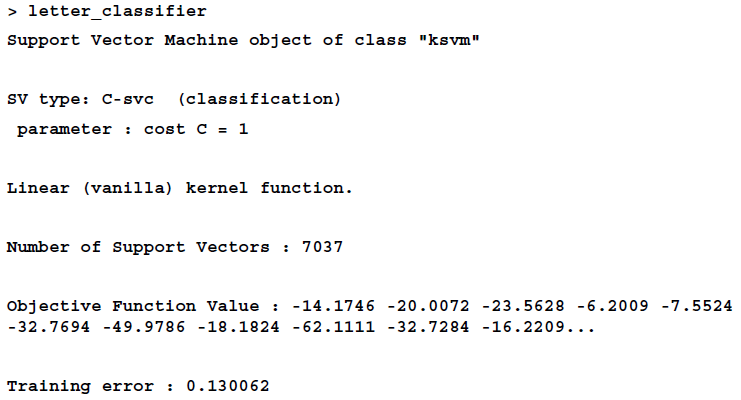 > letter_classifier
Support Vector Machine object of class "ksvm"
SV type: C-svc  (classification)
 parameter : cost C = 1
Linear (vanilla) kernel function.
Number of Support Vectors : 7037
Objective Function Value : -14.1746 -20.0072 -23.5628 -6.2009 -7.5524
-32.7694 -49.9786 -18.1824 -62.1111 -32.7284 -16.2209...
Training error : 0.130062